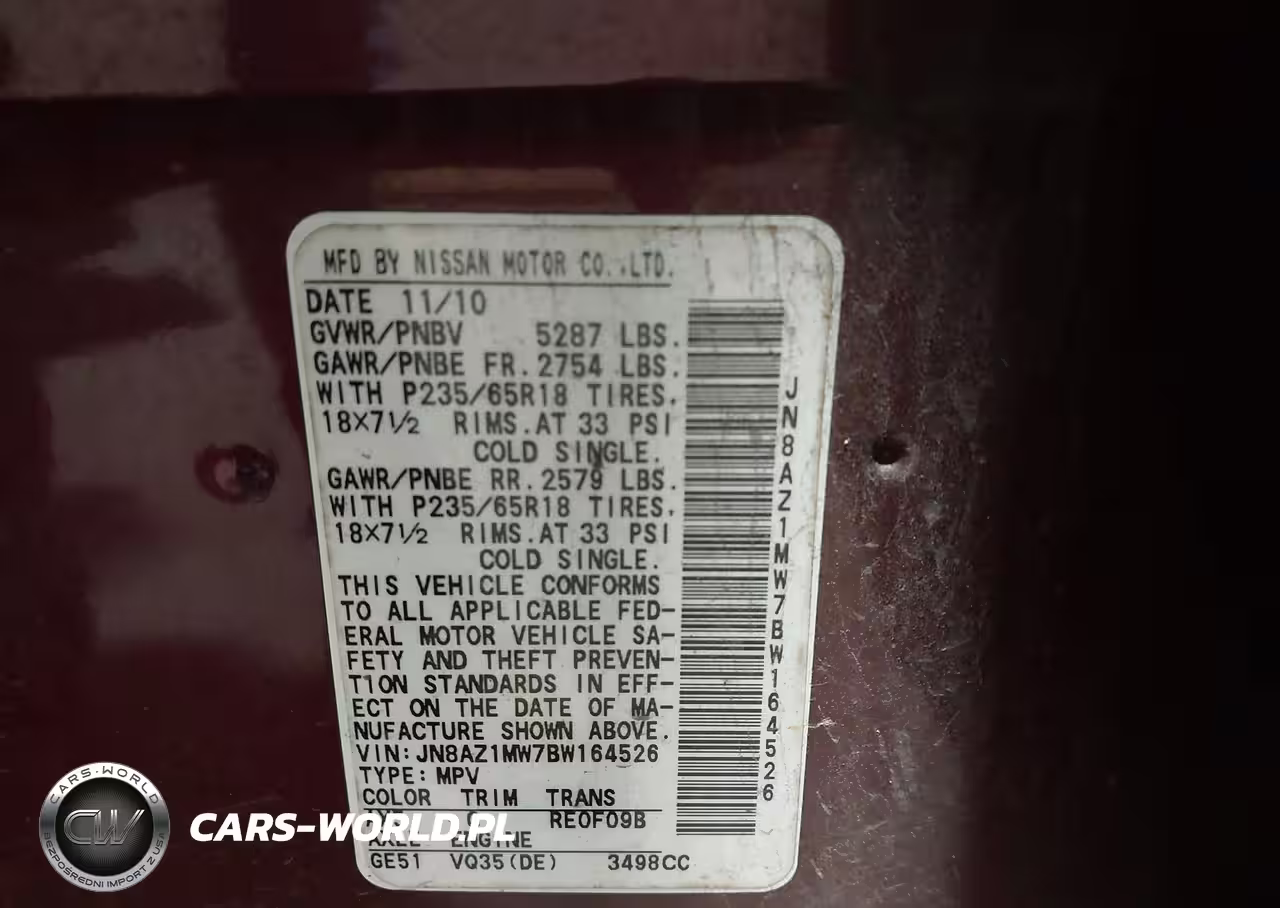 MFD BY NISSAN MOTOR CO.,LTD.
DATE 11/10
GVWR/PNBV 5287 LBS.
GAWR/PNBE FR.2754 LBS.
WITH P235/65R18 TIRES.
18X7½ RIMS.AT 33 PSI
COLD SINGLE.
GAWR/PNBE RR.2579 LBS.
WITH P235/65R18 TIRES.
18X7½ RIMS.AT 33 PSI
COLD SINGLE.
THIS VEHICLE CONFORMS
TO ALL APPLICABLE FED-
ERAL MOTOR VEHICLE SA-
FETY AND THEFT PREVEN-
TION STANDARDS IN EFF-
ECT ON THE DATE OF MA-
NUFACTURE SHOWN ABOVE.
VIN:JN8AZ1MW7BW164526
TYPE:MPV
COLOR TRIM TRANS
RE0F09B
AXLE ENGINE
GE51 VQ35(DE) 3498CC
JN8AZ1MW7BW164526
CARS-WORLD
CW
BEZPOŚREDNI IMPORT Z USA
CARS-WORLD.PL